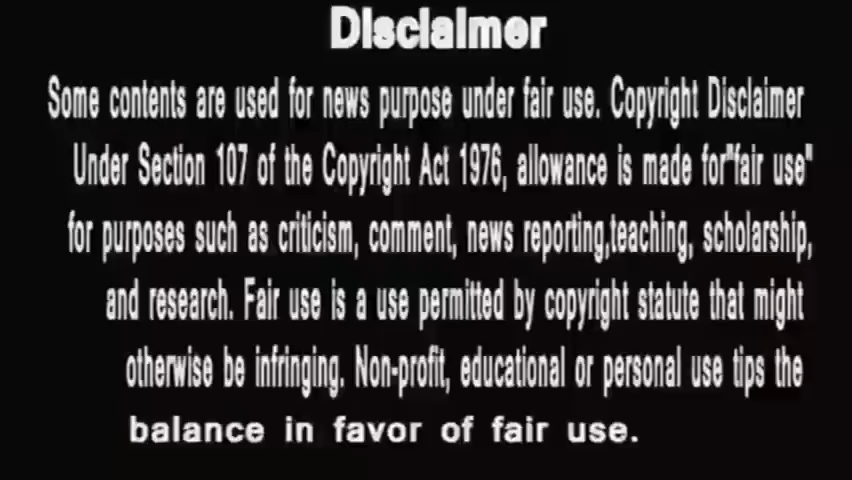 Disclaimer
Some contents are used for news purpose under fair use. Copyright Disclaimer
Under Section 107 of the Copyright Act 1976, allowance is made for"fair use"
for purposes such as criticism, comment, news reporting,teaching, scholarship,
and research. Fair use is a use permitted by copyright statute that might
otherwise be infringing. Non-profit, educational or personal use tips the
balance in favor of fair use.